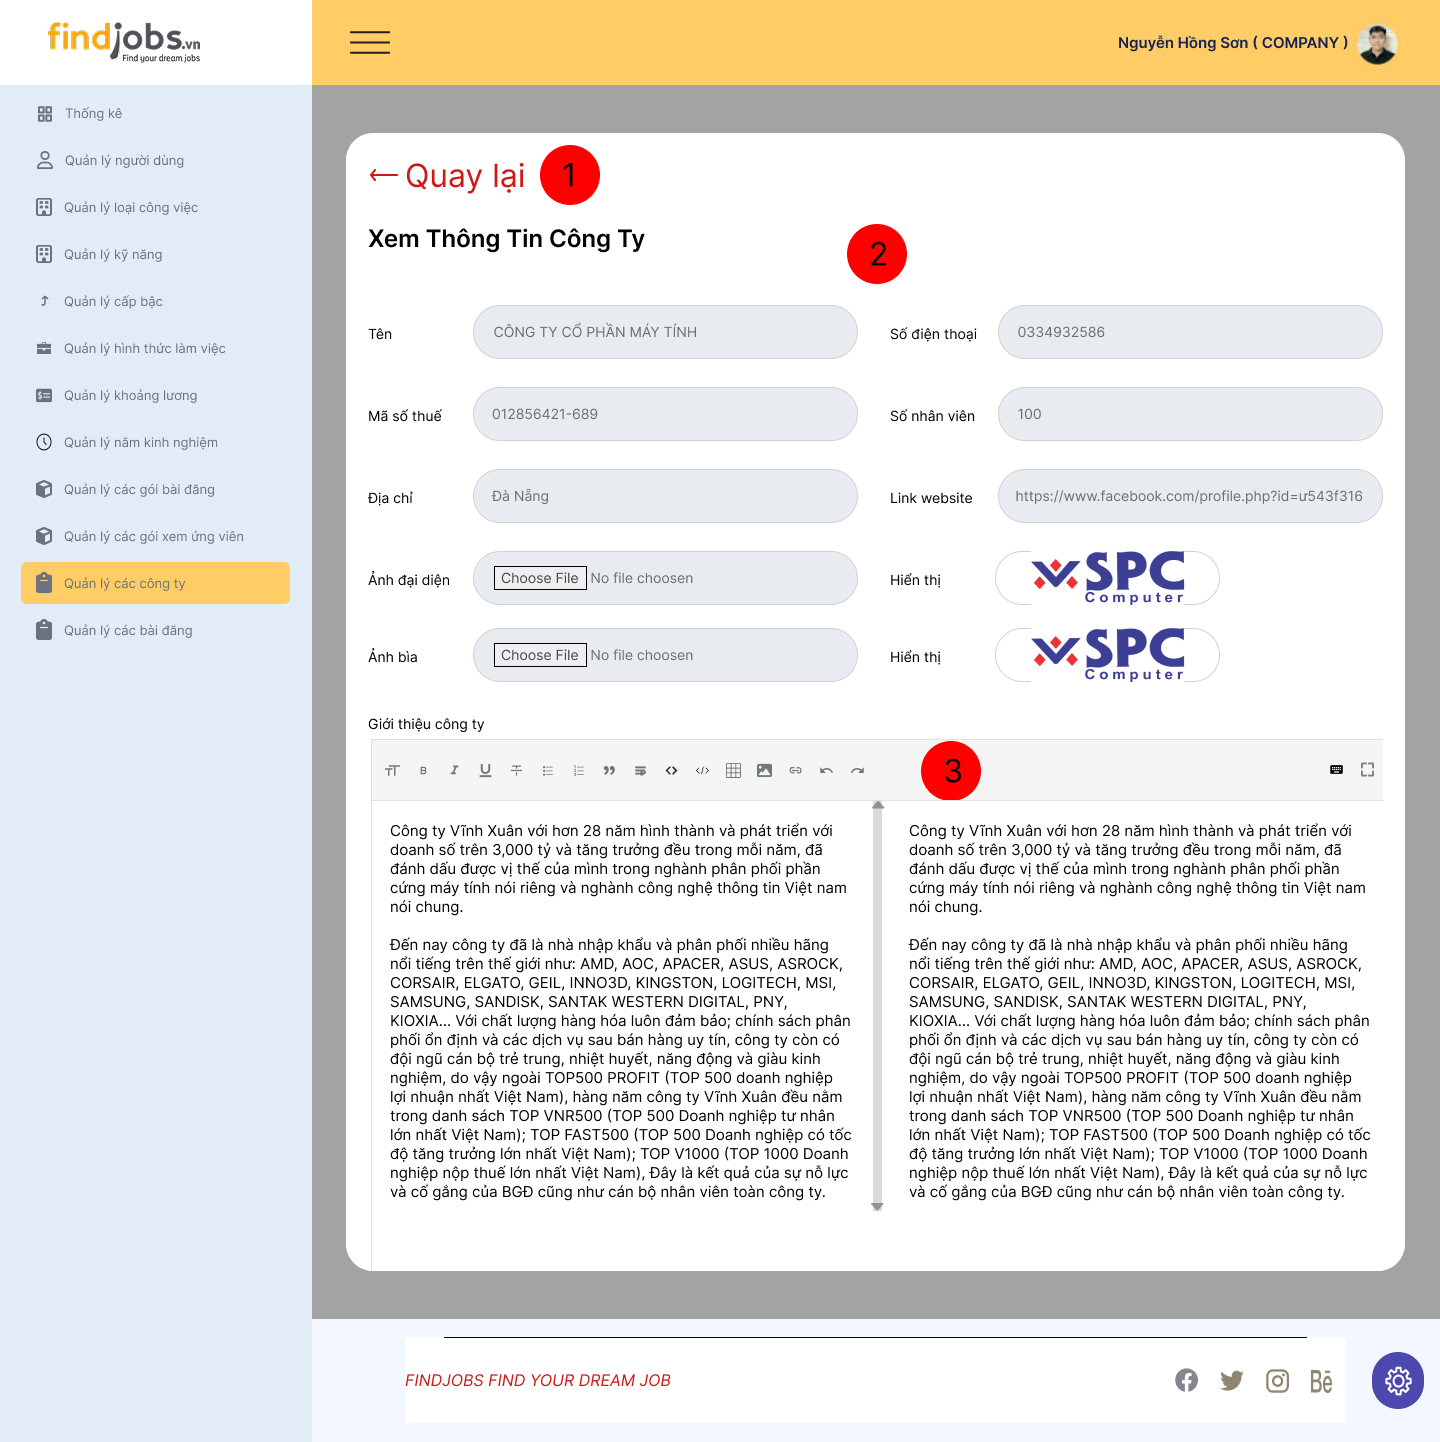 findjobs.vn
Find your dream jobs
Nguyễn Hồng Sơn ( COMPANY )
Thống kê
Quản lý người dùng
Quản lý loại công việc
Quản lý kỹ năng
Quản lý cấp bậc
Quản lý hình thức làm việc
Quản lý khoảng lương
Quản lý năm kinh nghiệm
Quản lý các gói bài đăng
Quản lý các gói xem ứng viên
Quản lý các công ty
Quản lý các bài đăng
Quay lại 1
Xem Thông Tin Công Ty 2
Tên CÔNG TY CỔ PHẦN MÁY TÍNH Số điện thoại 0334932586
Mã số thuế 012856421-689 Số nhân viên 100
Địa chỉ Đà Nẵng Link website https://www.facebook.com/profile.php?id=ư543f316
Ảnh đại diện Choose File No file choosen Hiển thị SPC Computer
Ảnh bìa Choose File No file choosen Hiển thị SPC Computer
Giới thiệu công ty
3
Công ty Vĩnh Xuân với hơn 28 năm hình thành và phát triển với
doanh số trên 3,000 tỷ và tăng trưởng đều trong mỗi năm, đã
đánh dấu được vị thế của mình trong nghành phân phối phần
cứng máy tính nói riêng và nghành công nghệ thông tin Việt nam
nói chung.
Đến nay công ty đã là nhà nhập khẩu và phân phối nhiều hãng
nổi tiếng trên thế giới như: AMD, AOC, APACER, ASUS, ASROCK,
CORSAIR, ELGATO, GEIL, INNO3D, KINGSTON, LOGITECH, MSI,
SAMSUNG, SANDISK, SANTAK WESTERN DIGITAL, PNY,
KIOXIA... Với chất lượng hàng hóa luôn đảm bảo; chính sách phân
phối ổn định và các dịch vụ sau bán hàng uy tín, công ty còn có
đội ngũ cán bộ trẻ trung, nhiệt huyết, năng động và giàu kinh
nghiệm, do vậy ngoài TOP500 PROFIT (TOP 500 doanh nghiệp
lợi nhuận nhất Việt Nam), hàng năm công ty Vĩnh Xuân đều nằm
trong danh sách TOP VNR500 (TOP 500 Doanh nghiệp tư nhân
lớn nhất Việt Nam); TOP FAST500 (TOP 500 Doanh nghiệp có tốc
độ tăng trưởng lớn nhất Việt Nam); TOP V1000 (TOP 1000 Doanh
nghiệp nộp thuế lớn nhất Việt Nam), Đây là kết quả của sự nỗ lực
và cố gắng của BGĐ cũng như cán bộ nhân viên toàn công ty.
Công ty Vĩnh Xuân với hơn 28 năm hình thành và phát triển với
doanh số trên 3,000 tỷ và tăng trưởng đều trong mỗi năm, đã
đánh dấu được vị thế của mình trong nghành phân phối phần
cứng máy tính nói riêng và nghành công nghệ thông tin Việt nam
nói chung.
Đến nay công ty đã là nhà nhập khẩu và phân phối nhiều hãng
nổi tiếng trên thế giới như: AMD, AOC, APACER, ASUS, ASROCK,
CORSAIR, ELGATO, GEIL, INNO3D, KINGSTON, LOGITECH, MSI,
SAMSUNG, SANDISK, SANTAK WESTERN DIGITAL, PNY,
KIOXIA... Với chất lượng hàng hóa luôn đảm bảo; chính sách phân
phối ổn định và các dịch vụ sau bán hàng uy tín, công ty còn có
đội ngũ cán bộ trẻ trung, nhiệt huyết, năng động và giàu kinh
nghiệm, do vậy ngoài TOP500 PROFIT (TOP 500 doanh nghiệp
lợi nhuận nhất Việt Nam), hàng năm công ty Vĩnh Xuân đều nằm
trong danh sách TOP VNR500 (TOP 500 Doanh nghiệp tư nhân
lớn nhất Việt Nam); TOP FAST500 (TOP 500 Doanh nghiệp có tốc
độ tăng trưởng lớn nhất Việt Nam); TOP V1000 (TOP 1000 Doanh
nghiệp nộp thuế lớn nhất Việt Nam), Đây là kết quả của sự nỗ lực
và cố gắng của BGĐ cũng như cán bộ nhân viên toàn công ty.
FINDJOBS FIND YOUR DREAM JOB